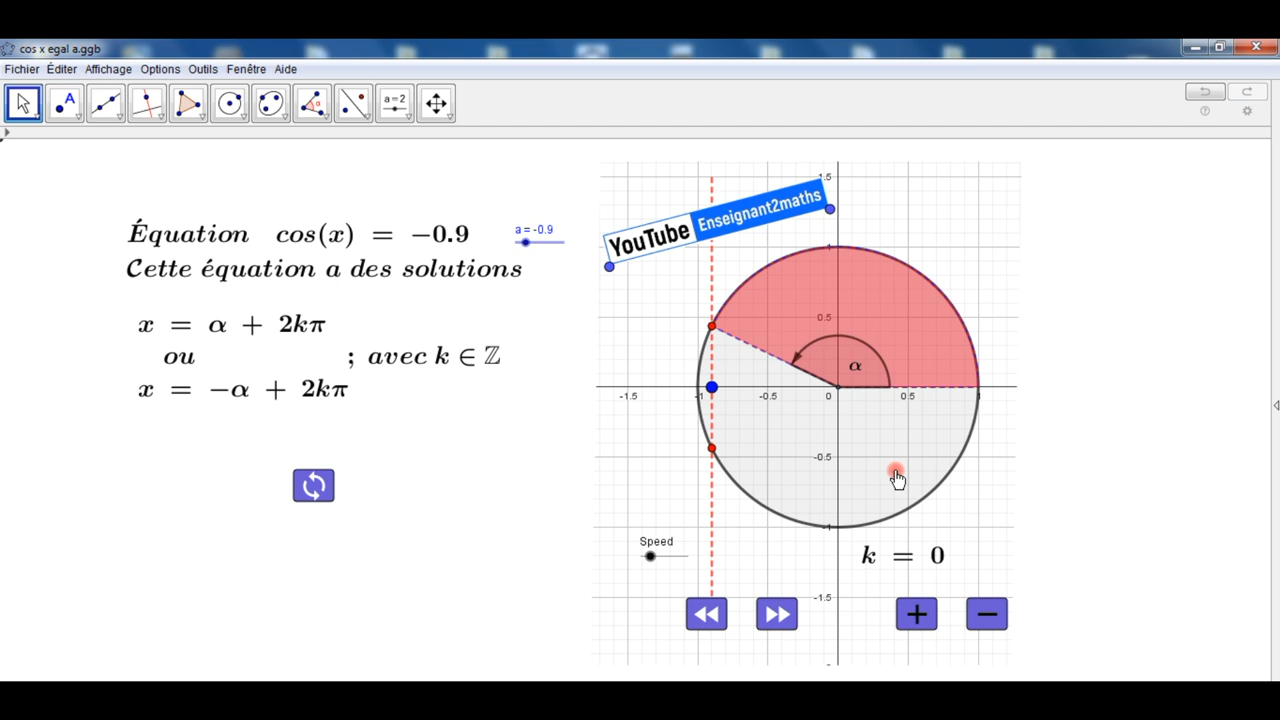 cos x egal a.ggb
Fichier Éditer Affichage Options Outils Fenêtre Aide
A
α
a=2
Équation cos(x) = −0.9
a = -0.9
Cette équation a des solutions
x = α + 2kπ
ou ; avec k ∈ ℤ
x = −α + 2kπ
YouTube Enseignant2maths
1.5
1
0.5
α
-1.5 -1 -0.5 0 0.5 1
-0.5
-1
Speed
k = 0
-1.5
+ −